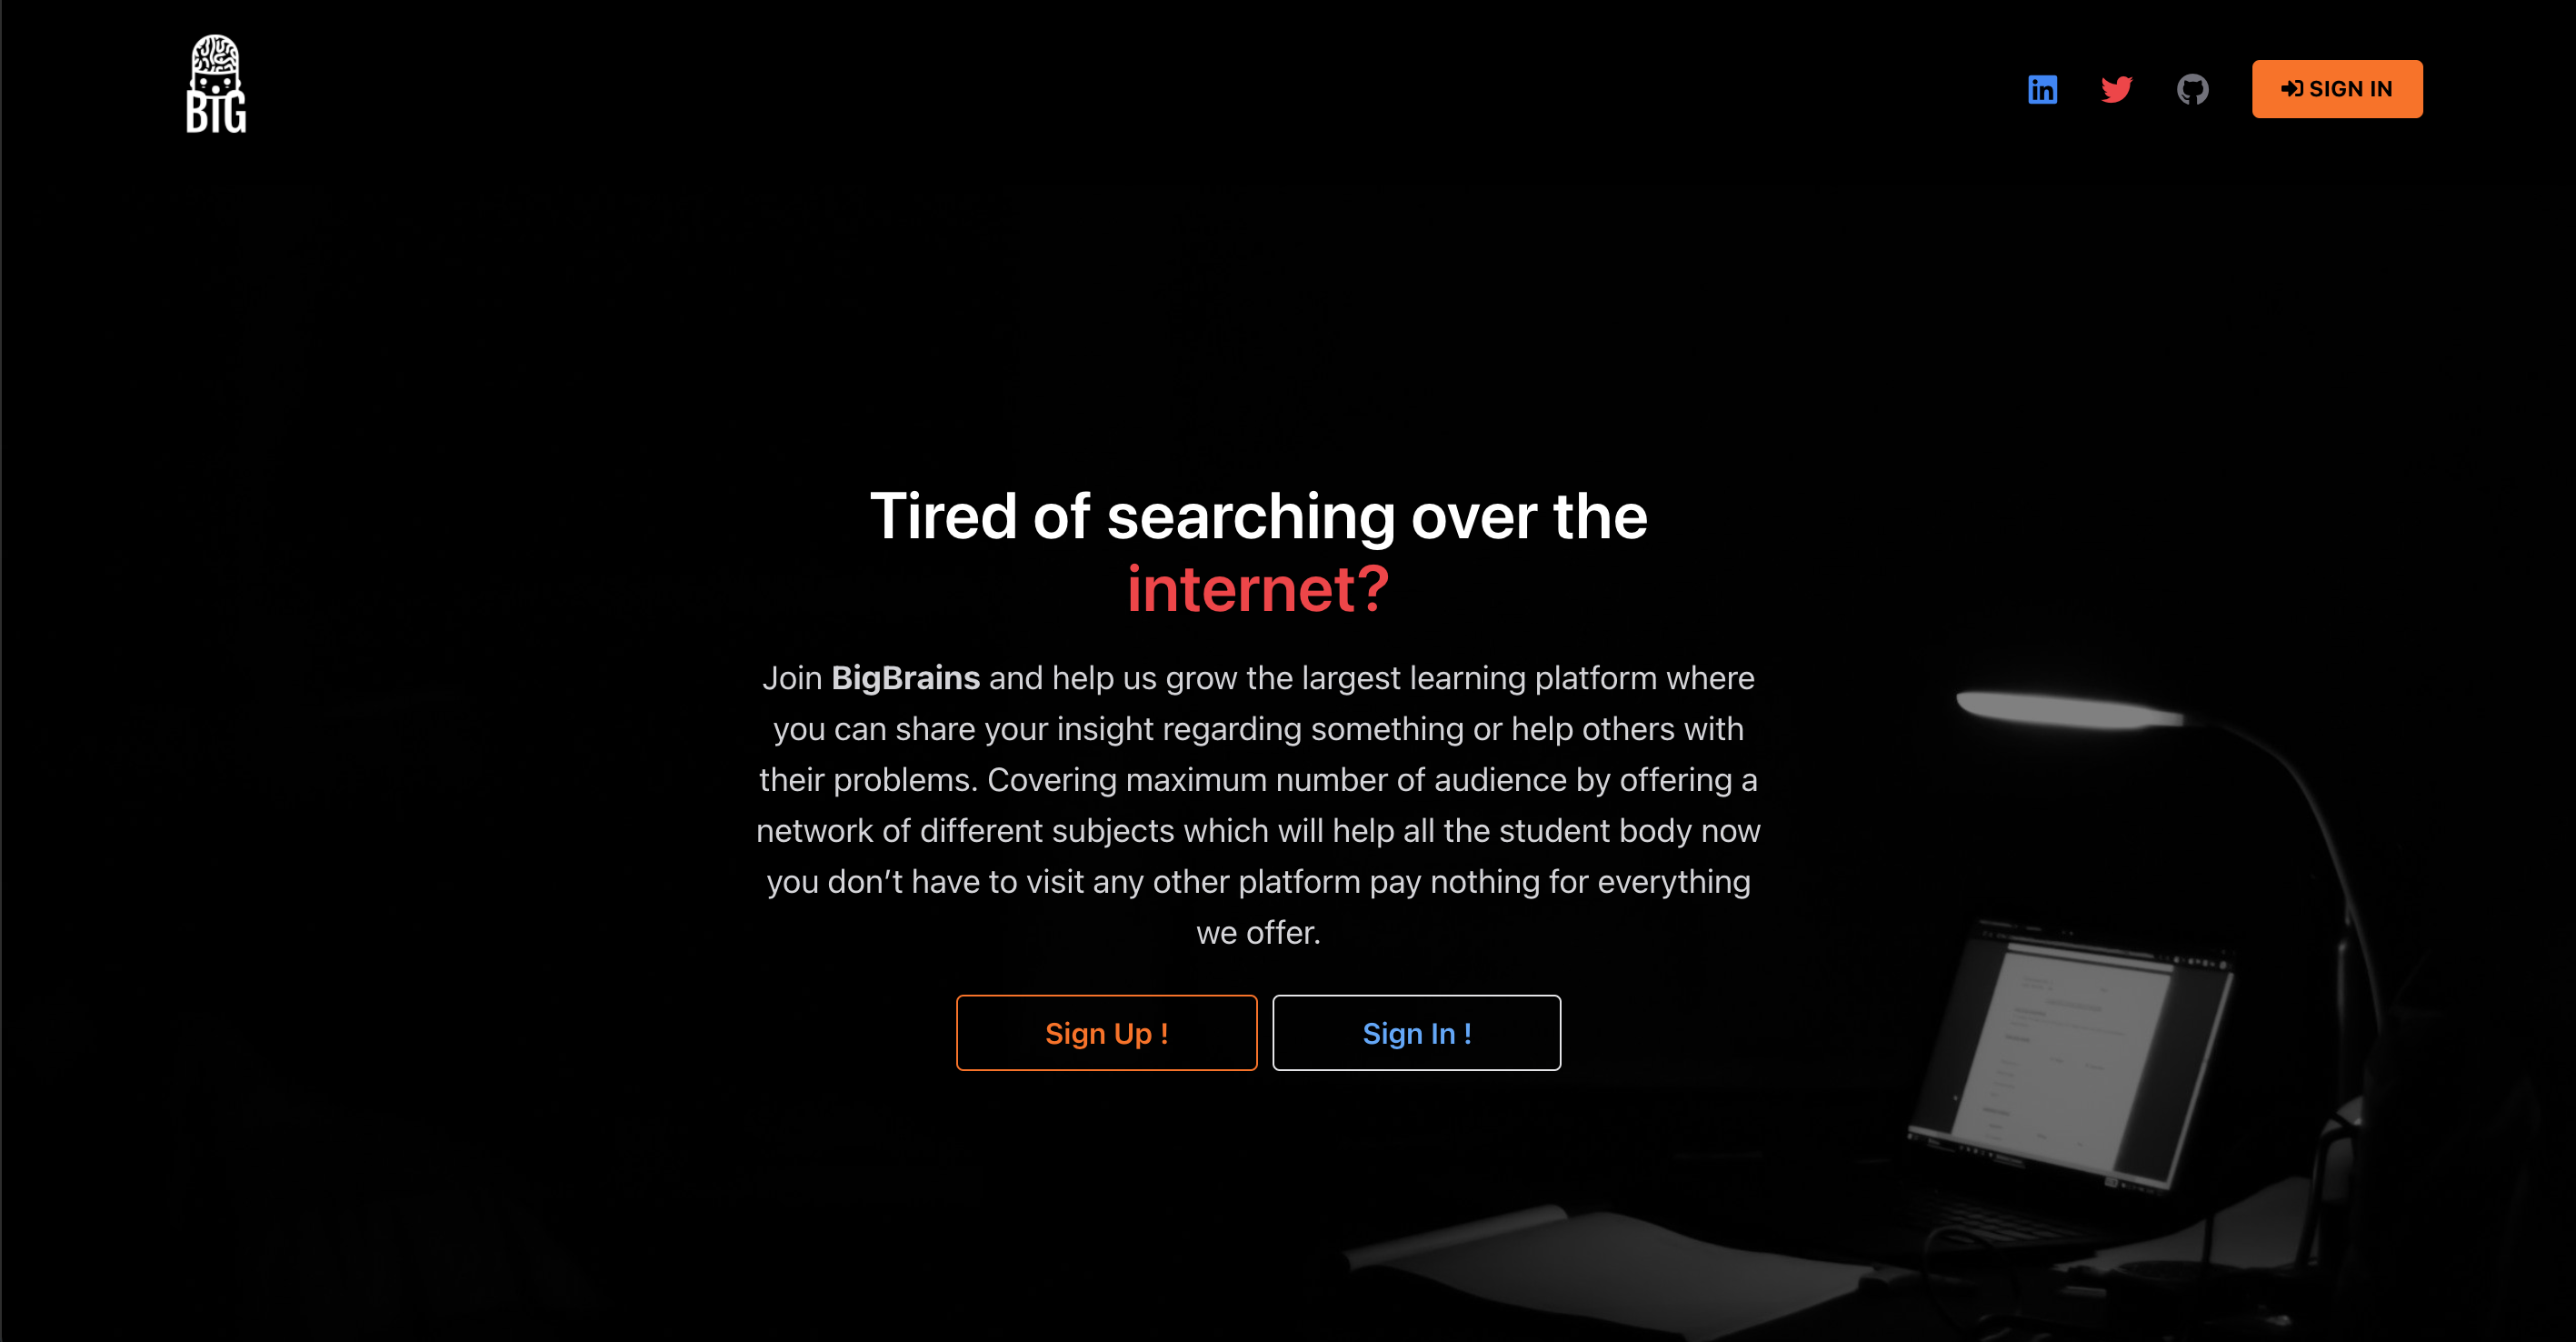 BIG
SIGN IN
Tired of searching over the
internet?
Join BigBrains and help us grow the largest learning platform where
you can share your insight regarding something or help others with
their problems. Covering maximum number of audience by offering a
network of different subjects which will help all the student body now
you don’t have to visit any other platform pay nothing for everything
we offer.
Sign Up !
Sign In !